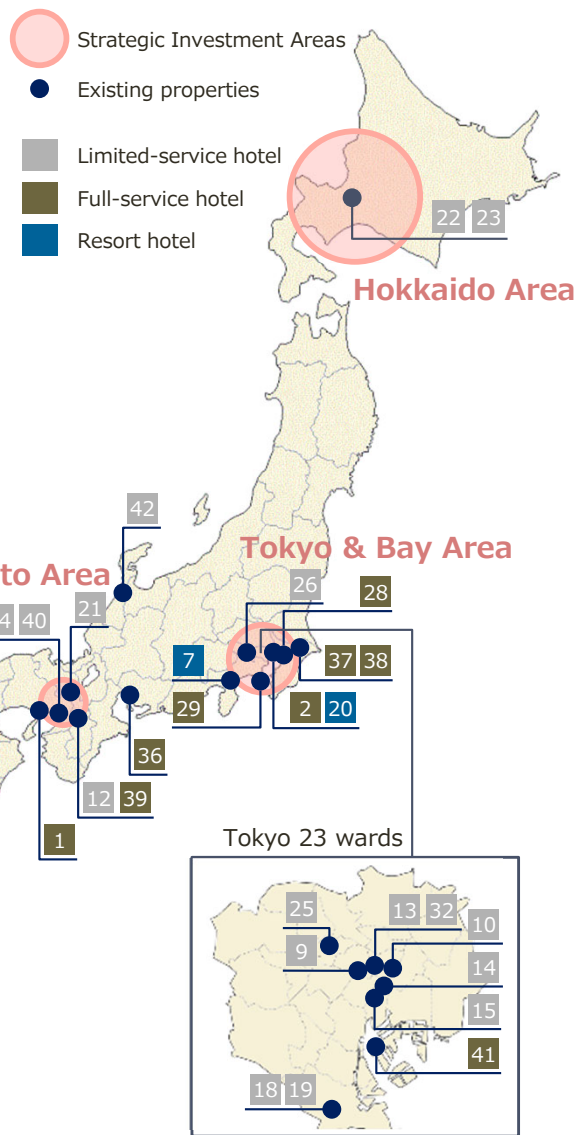 Strategic Investment Areas
Existing properties
Limited-service hotel
Full-service hotel
Resort hotel
22 23
Hokkaido Area
42
Tokyo & Bay Area
to Area
26
28
4 40
21
7
37 38
29
2 20
36
12 39
1
Tokyo 23 wards
25
13 32
10
9
14
15
41
18 19